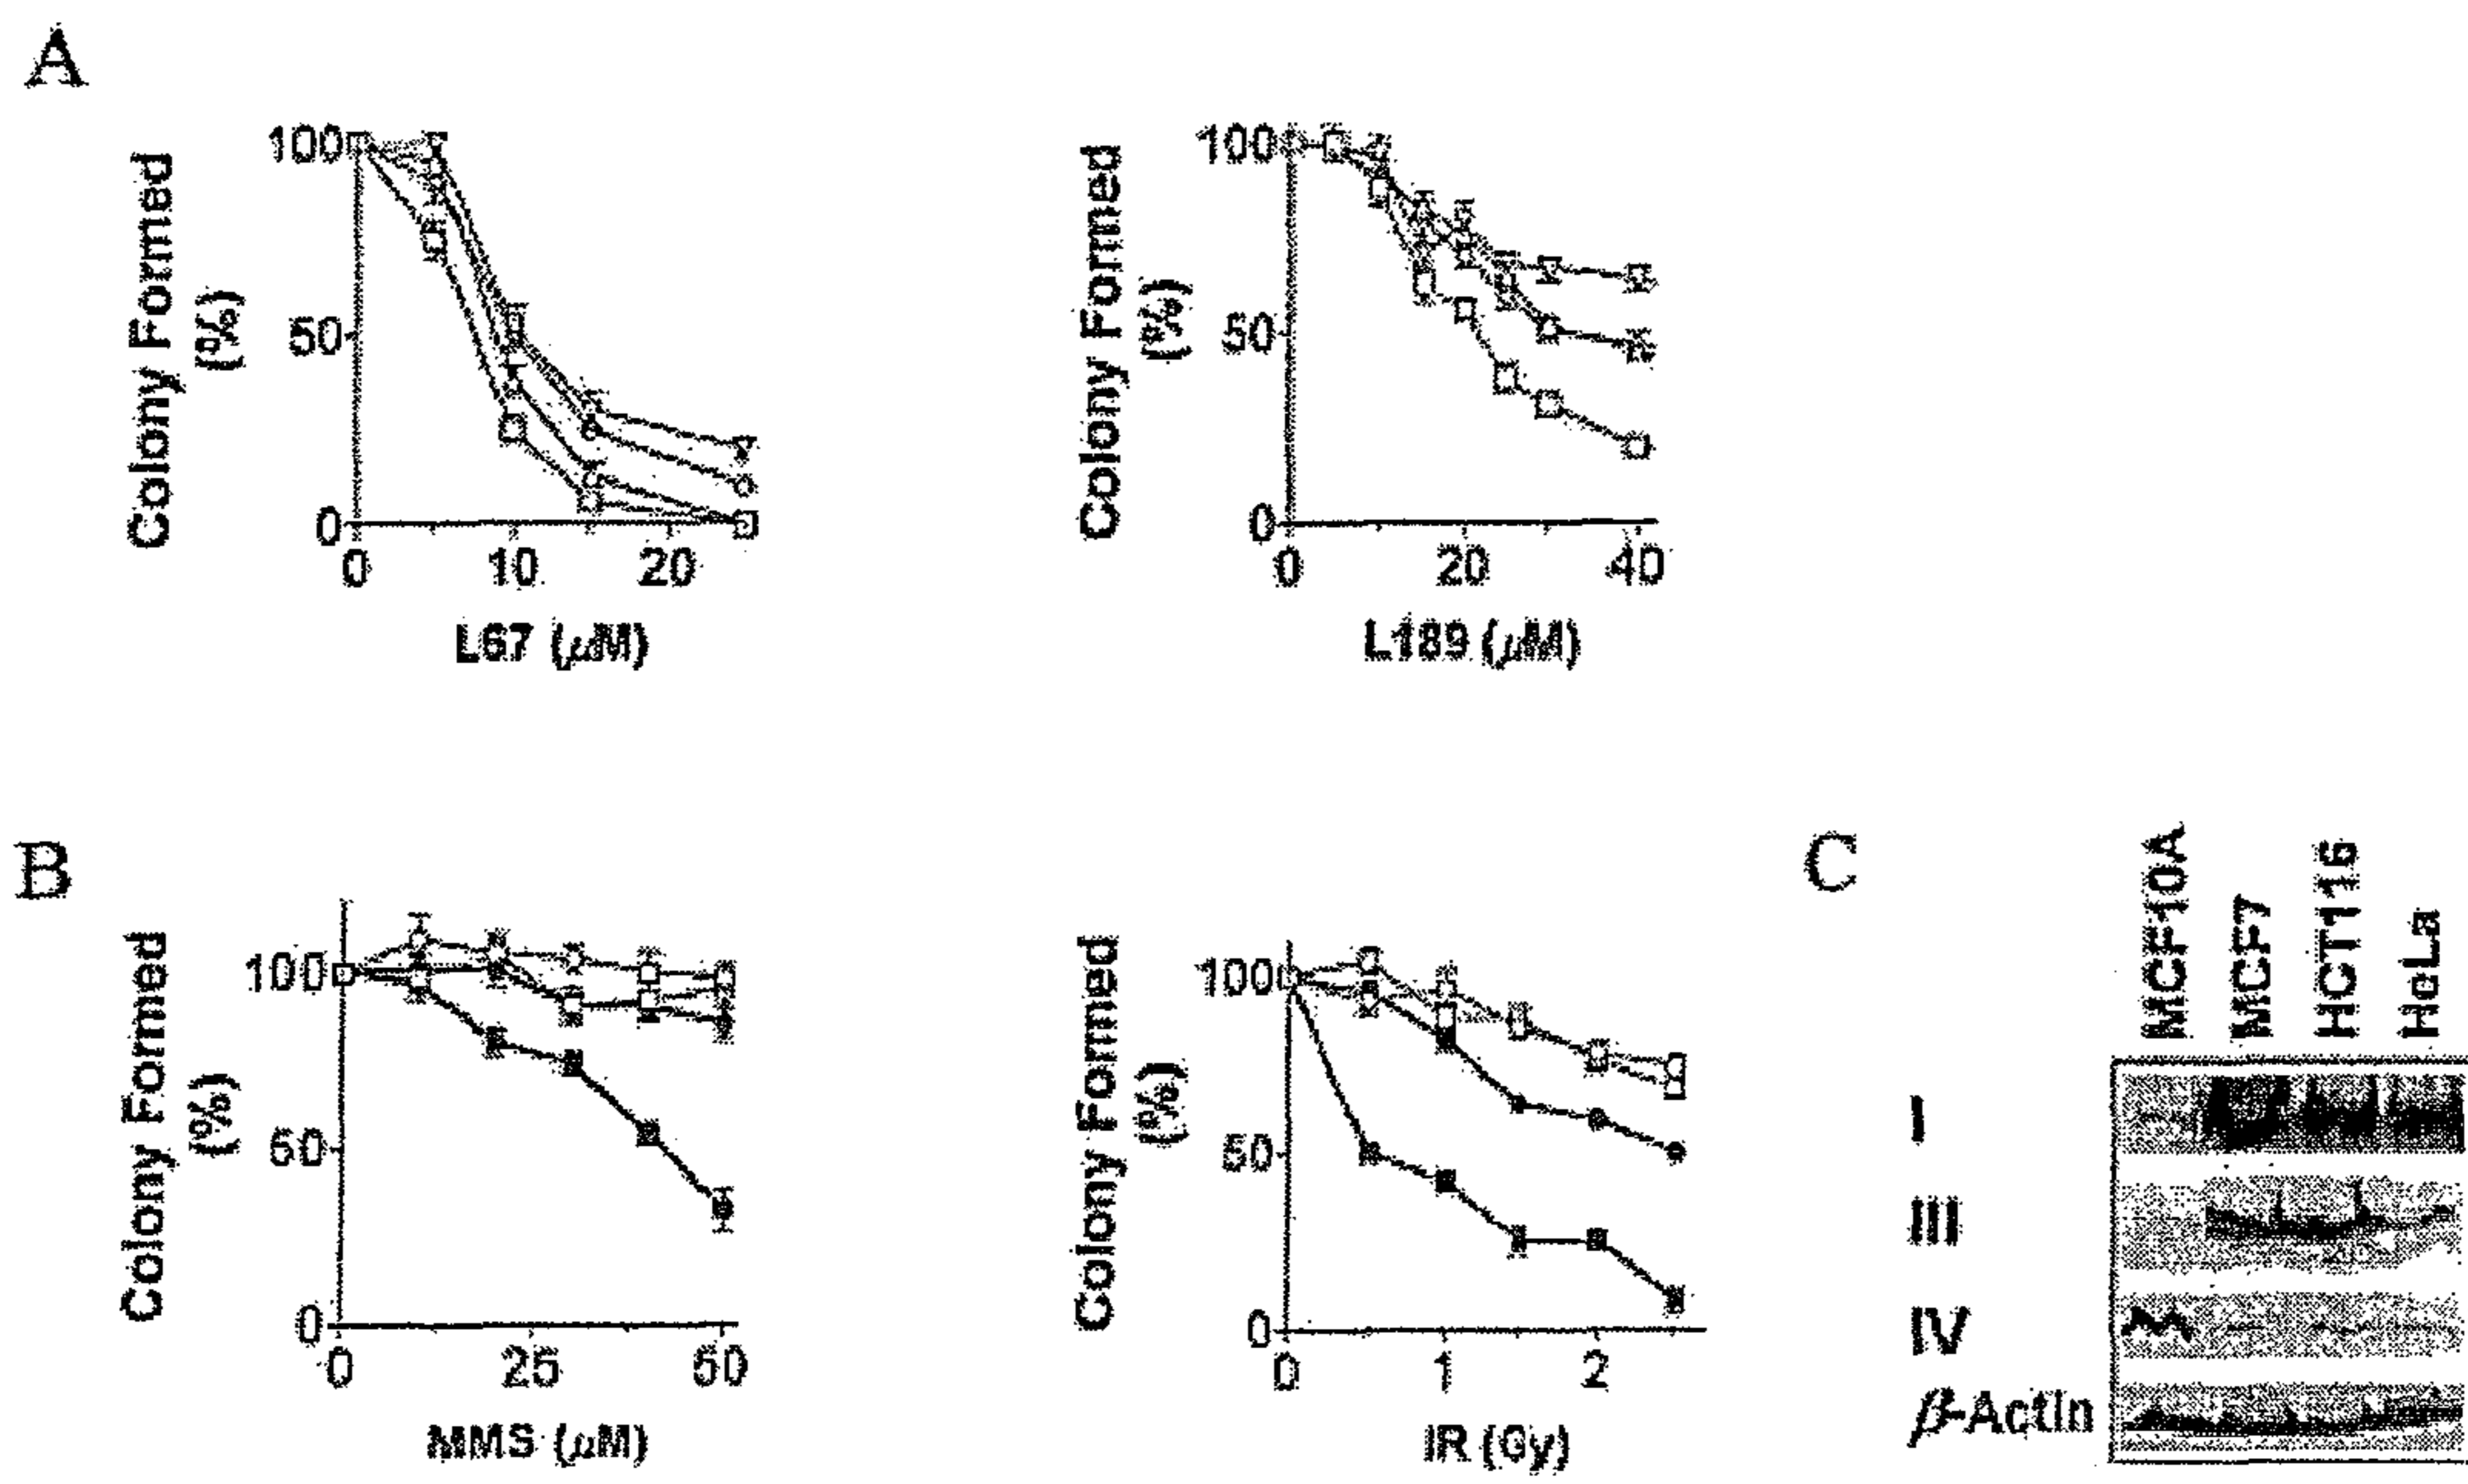 A
Colony Formed
(%)
100
50
0
0 10 20
L67 (μM)
Colony Formed
(%)
100
50
0
0 20 40
L189 (μM)
B
Colony Formed
(%)
100
50
0
0 25 50
MMS (μM)
Colony Formed
(%)
100
50
0
0 1 2
IR (Gy)
C
MCF10A
MCF7
HCT116
HeLa
I
III
IV
β-Actin